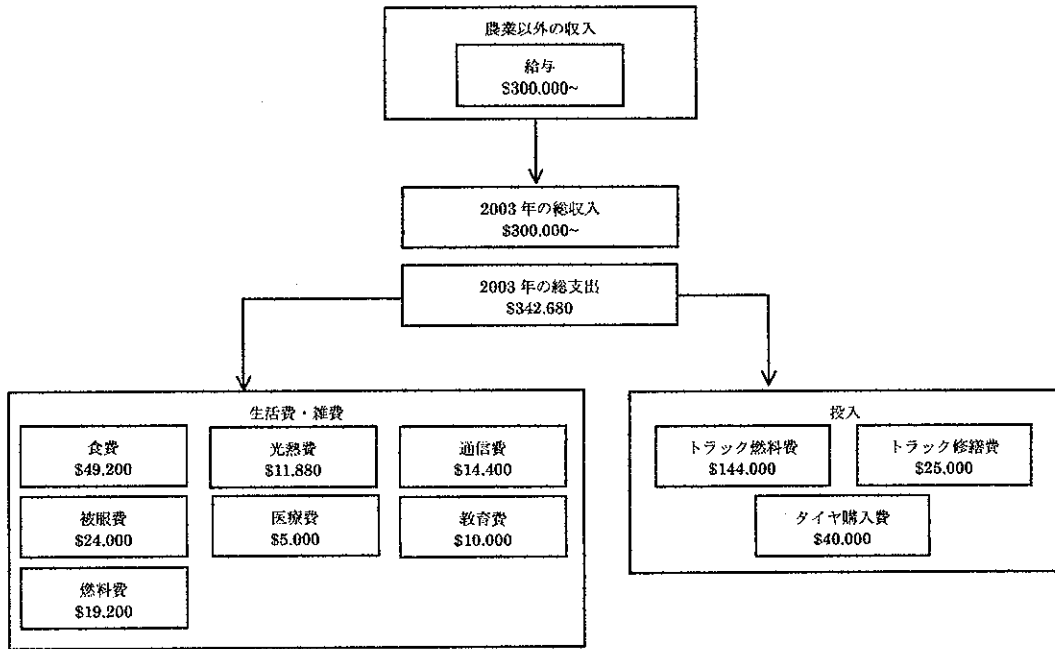 農業以外の収入
給与
$300.000~
2003 年の総収入
$300.000~
2003 年の総支出
$342.680
生活費・雑費
食費
$49.200
光熱費
$11.880
通信費
$14.400
被服費
$24.000
医療費
$5.000
教育費
$10.000
燃料費
$19.200
投入
トラック燃料費
$144.000
トラック修繕費
$25.000
タイヤ購入費
$40.000